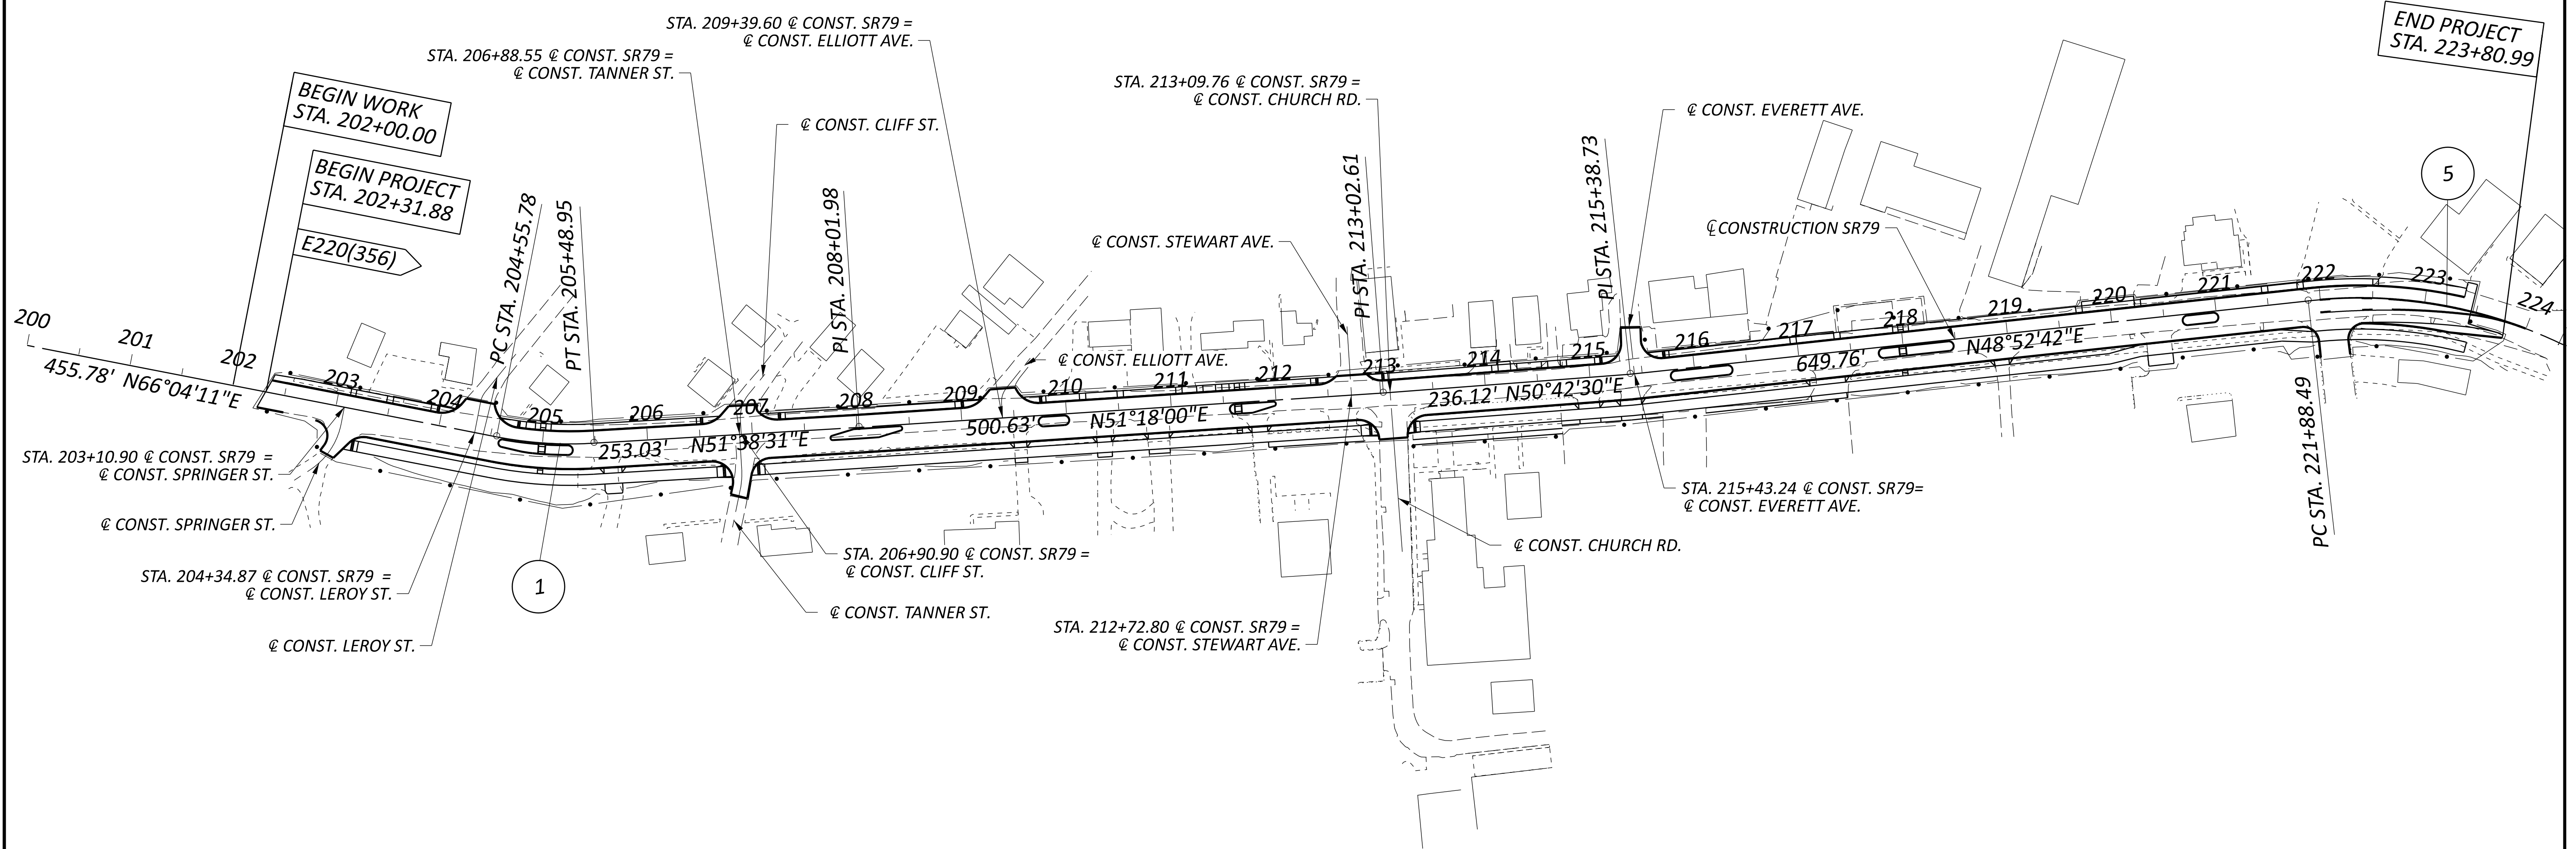 STA. 209+39.60 ℄ CONST. SR79 =
℄ CONST. ELLIOTT AVE.
STA. 206+88.55 ℄ CONST. SR79 =
℄ CONST. TANNER ST.
END PROJECT
STA. 223+80.99
BEGIN WORK
STA. 202+00.00
BEGIN PROJECT
STA. 202+31.88
E220(356)
℄ CONST. CLIFF ST.
STA. 213+09.76 ℄ CONST. SR79 =
℄ CONST. CHURCH RD.
℄ CONST. EVERETT AVE.
PC STA. 204+55.78
PT STA. 205+48.95
PI STA. 208+01.98
PI STA. 213+02.61
PI STA. 215+38.73
℄ CONST. STEWART AVE.
℄ CONSTRUCTION SR79
5
℄ CONST. ELLIOTT AVE.
200
201
202
203
204
205
206
207
208
209
210
211
212
213
214
215
216
217
218
219
220
221
222
223
224
455.78' N66°04'11"E
253.03' N51°38'31"E
500.63' N51°18'00"E
236.12' N50°42'30"E
649.76' N48°52'42"E
STA. 203+10.90 ℄ CONST. SR79 =
℄ CONST. SPRINGER ST.
℄ CONST. SPRINGER ST.
STA. 204+34.87 ℄ CONST. SR79 =
℄ CONST. LEROY ST.
℄ CONST. LEROY ST.
1
STA. 206+90.90 ℄ CONST. SR79 =
℄ CONST. CLIFF ST.
℄ CONST. TANNER ST.
STA. 212+72.80 ℄ CONST. SR79 =
℄ CONST. STEWART AVE.
℄ CONST. CHURCH RD.
STA. 215+43.24 ℄ CONST. SR79=
℄ CONST. EVERETT AVE.
PC STA. 221+88.49